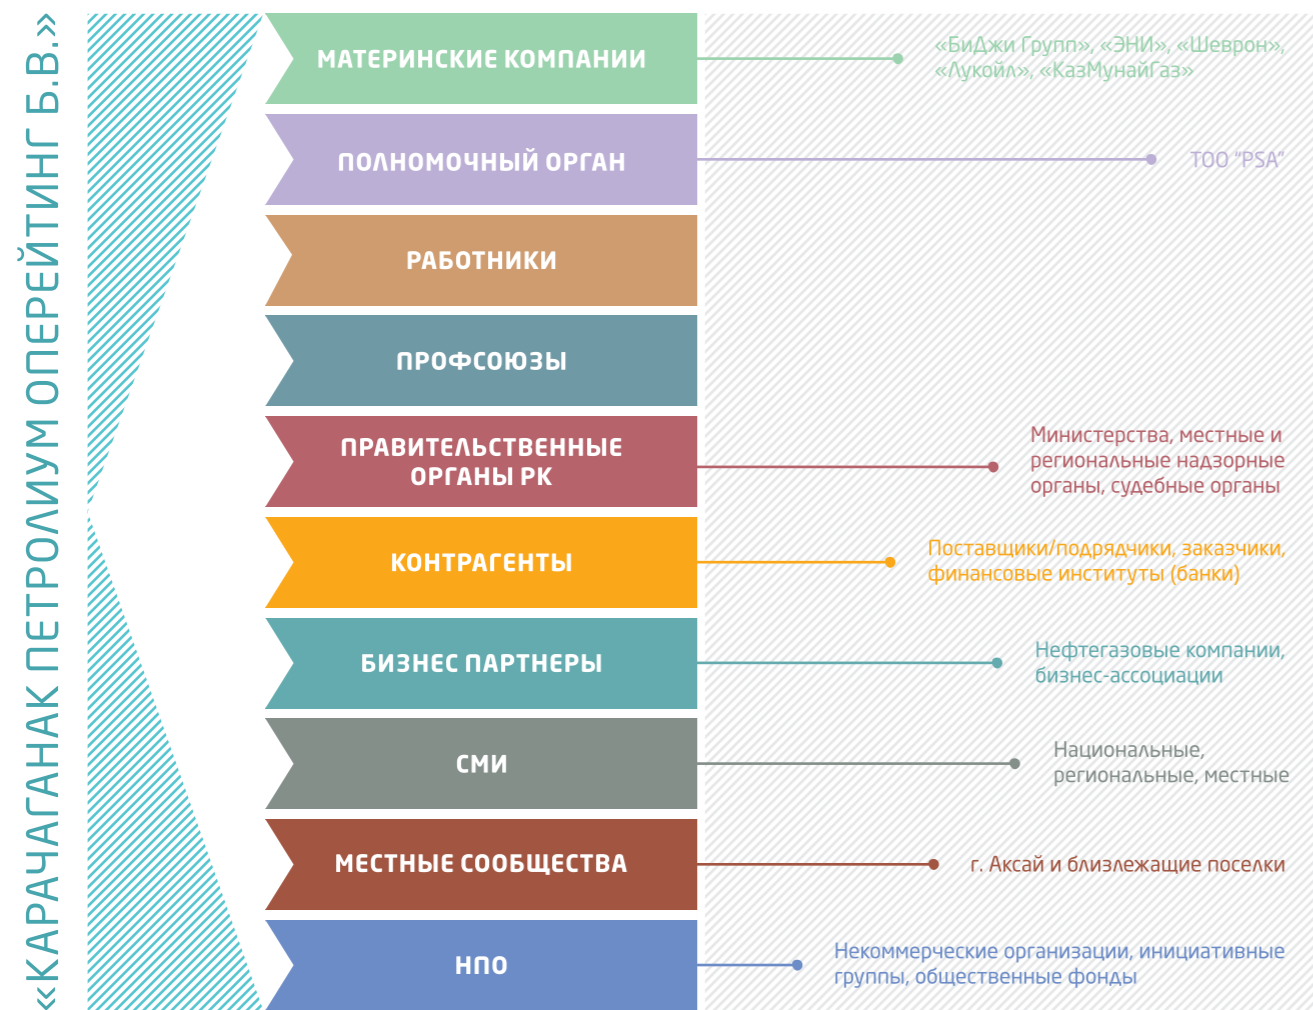 «КАРАЧАГАНАК ПЕТРОЛИУМ ОПЕРЕЙТИНГ Б.В.»
МАТЕРИНСКИЕ КОМПАНИИ
«БиДжи Групп», «ЭНИ», «Шеврон»,
«Лукойл», «КазМунайГаз»
ПОЛНОМОЧНЫЙ ОРГАН
ТОО “PSA”
РАБОТНИКИ
ПРОФСОЮЗЫ
ПРАВИТЕЛЬСТВЕННЫЕ
ОРГАНЫ РК
Министерства, местные и
региональные надзорные
органы, судебные органы
КОНТРАГЕНТЫ
Поставщики/подрядчики, заказчики,
финансовые институты (банки)
БИЗНЕС ПАРТНЕРЫ
Нефтегазовые компании,
бизнес-ассоциации
СМИ
Национальные,
региональные, местные
МЕСТНЫЕ СООБЩЕСТВА
г. Аксай и близлежащие поселки
НПО
Некоммерческие организации, инициативные
группы, общественные фонды